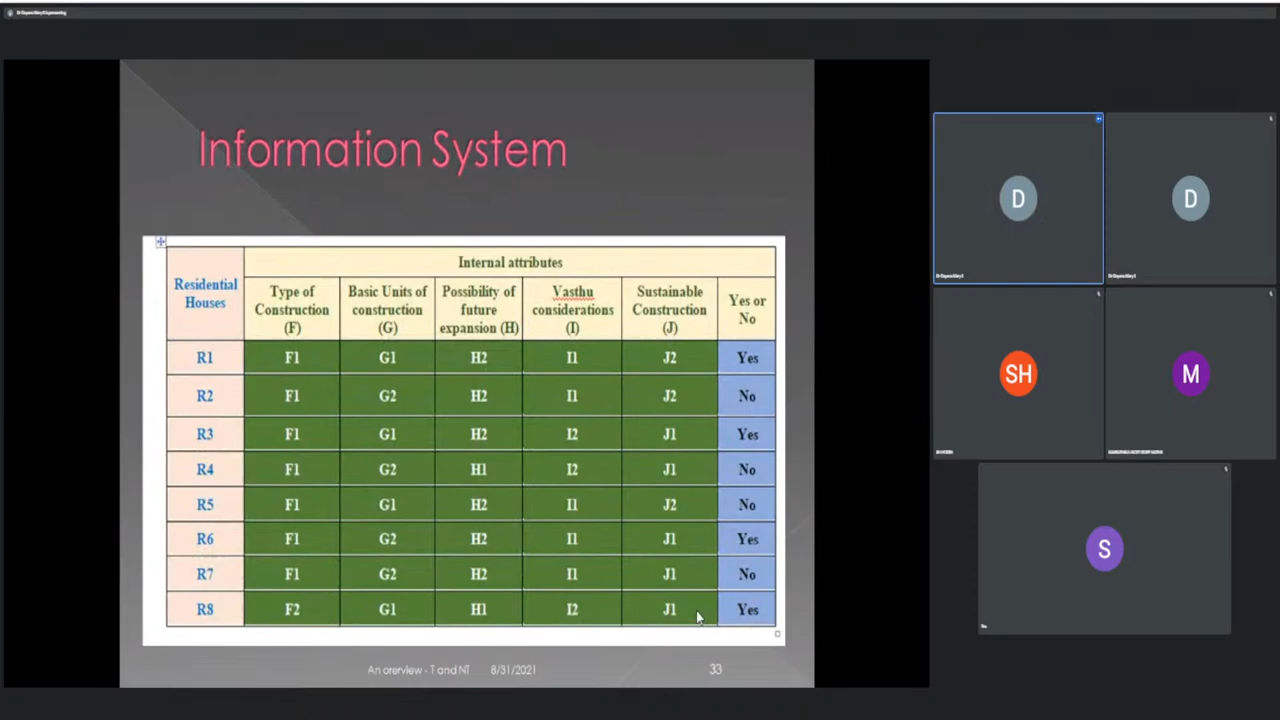 Information System
Residential Houses
Internal attributes
Type of Construction (F)
Basic Units of construction (G)
Possibility of future expansion (H)
Vasthu considerations (I)
Sustainable Construction (J)
Yes or No
R1 F1 G1 H2 I1 J2 Yes
R2 F1 G2 H2 I1 J2 No
R3 F1 G1 H2 I2 J1 Yes
R4 F1 G2 H1 I2 J1 No
R5 F1 G1 H2 I1 J2 No
R6 F1 G2 H2 I1 J1 Yes
R7 F1 G2 H2 I1 J1 No
R8 F2 G1 H1 I2 J1 Yes
An orerview - T and NT 8/31/2021 33
D
D
SH
M
S